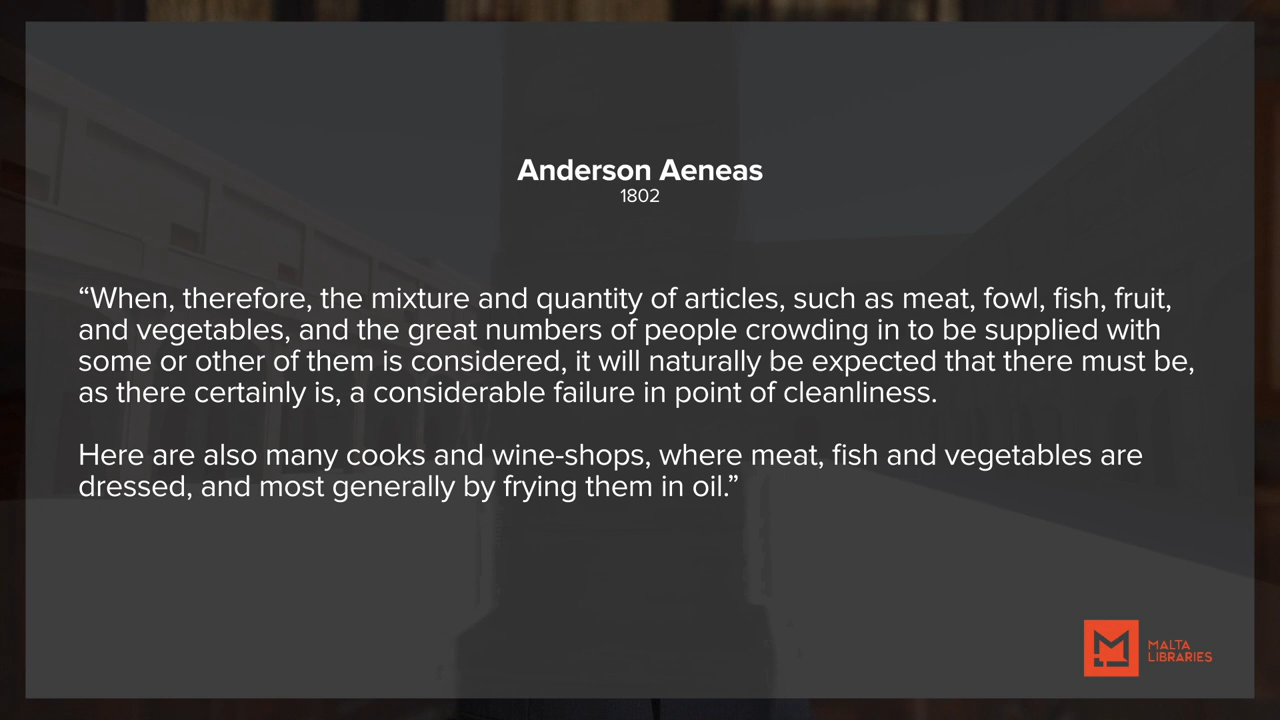 Anderson Aeneas
1802
“When, therefore, the mixture and quantity of articles, such as meat, fowl, fish, fruit,
and vegetables, and the great numbers of people crowding in to be supplied with
some or other of them is considered, it will naturally be expected that there must be,
as there certainly is, a considerable failure in point of cleanliness.
Here are also many cooks and wine-shops, where meat, fish and vegetables are
dressed, and most generally by frying them in oil.”
MALTA
LIBRARIES